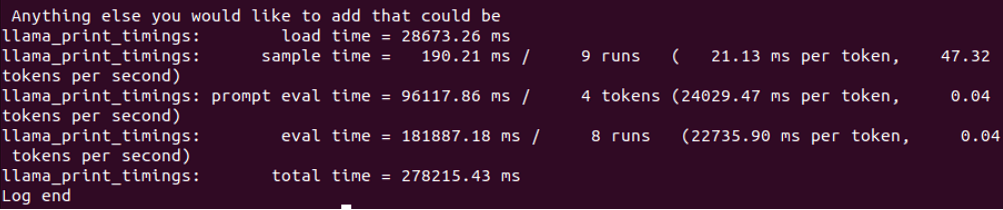 Anything else you would like to add that could be
llama_print_timings:        load time = 28673.26 ms
llama_print_timings:      sample time =   190.21 ms /     9 runs   (   21.13 ms per token,    47.32
tokens per second)
llama_print_timings: prompt eval time = 96117.86 ms /     4 tokens (24029.47 ms per token,     0.04
tokens per second)
llama_print_timings:        eval time = 181887.18 ms /     8 runs   (22735.90 ms per token,     0.04
tokens per second)
llama_print_timings:       total time = 278215.43 ms
Log end